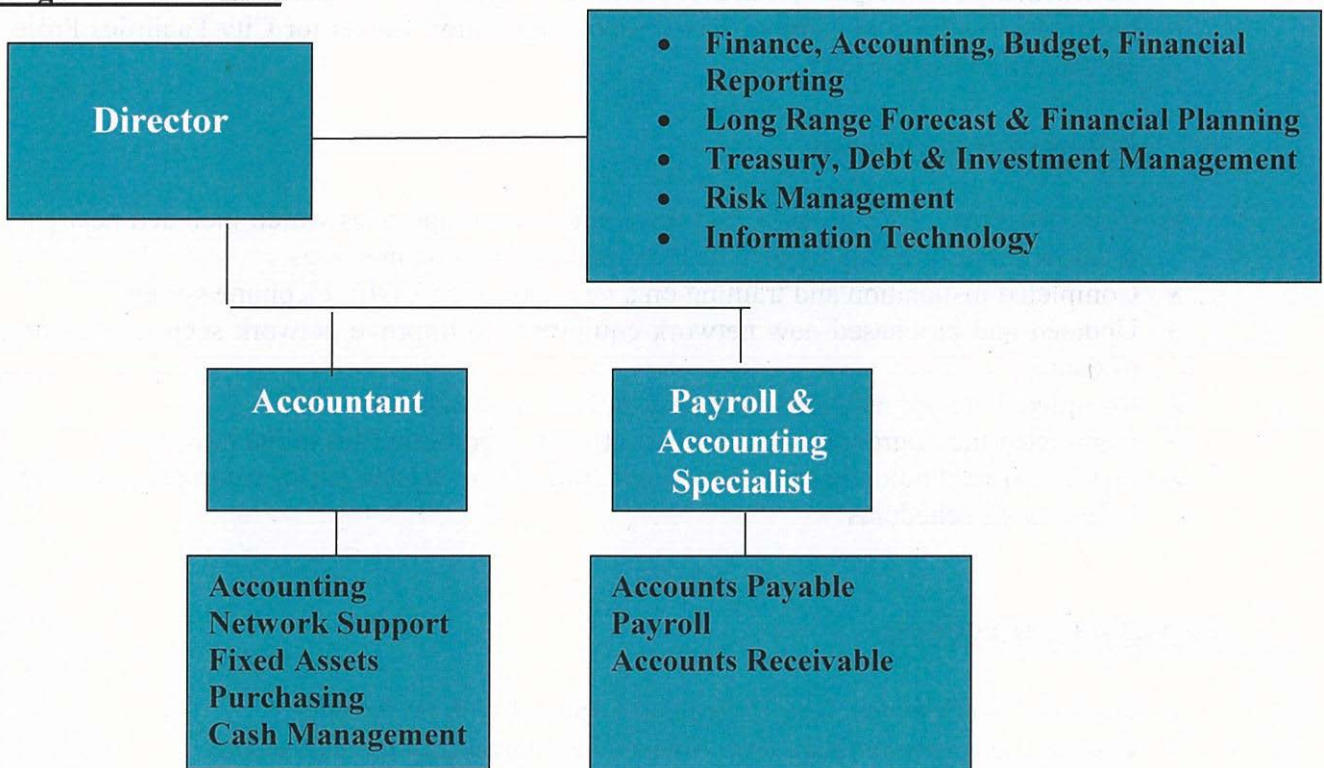 Director
• Finance, Accounting, Budget, Financial
Reporting
• Long Range Forecast & Financial Planning
• Treasury, Debt & Investment Management
• Risk Management
• Information Technology
Accountant
Payroll &
Accounting
Specialist
Accounting
Network Support
Fixed Assets
Purchasing
Cash Management
Accounts Payable
Payroll
Accounts Receivable